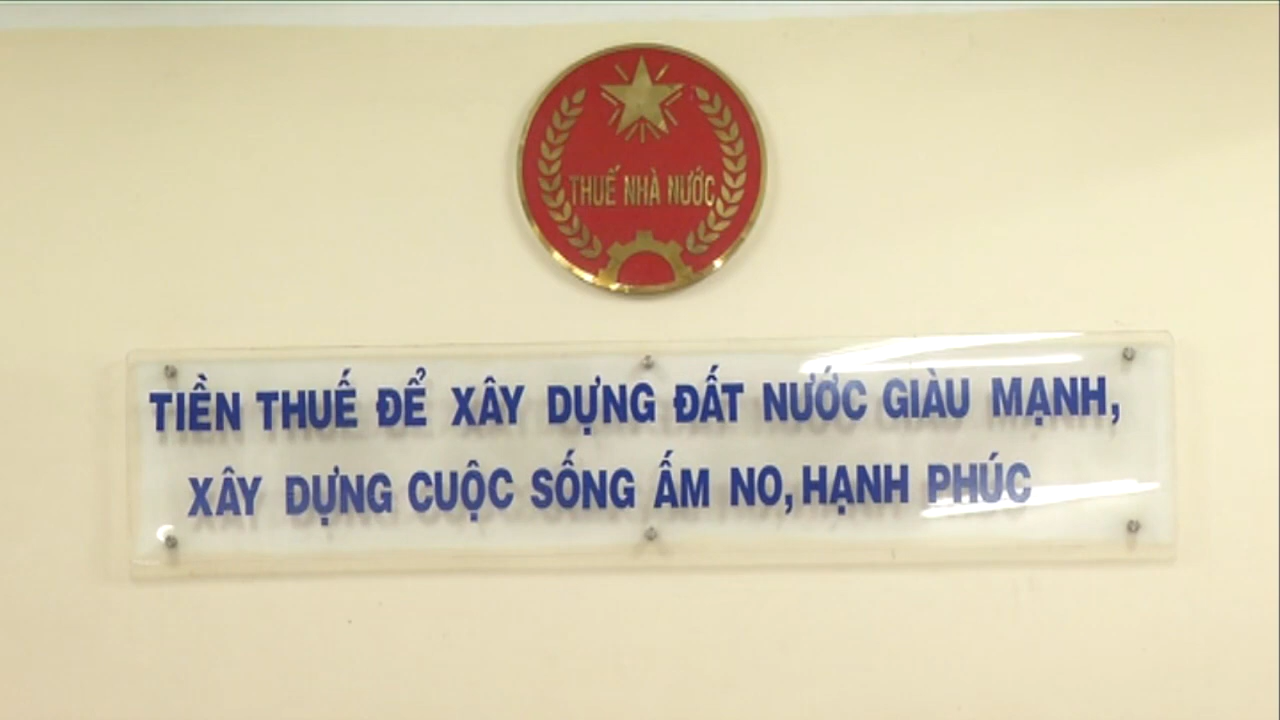 THUẾ NHÀ NƯỚC
TIỀN THUẾ ĐỂ XÂY DỰNG ĐẤT NƯỚC GIÀU MẠNH,
XÂY DỰNG CUỘC SỐNG ẤM NO, HẠNH PHÚC